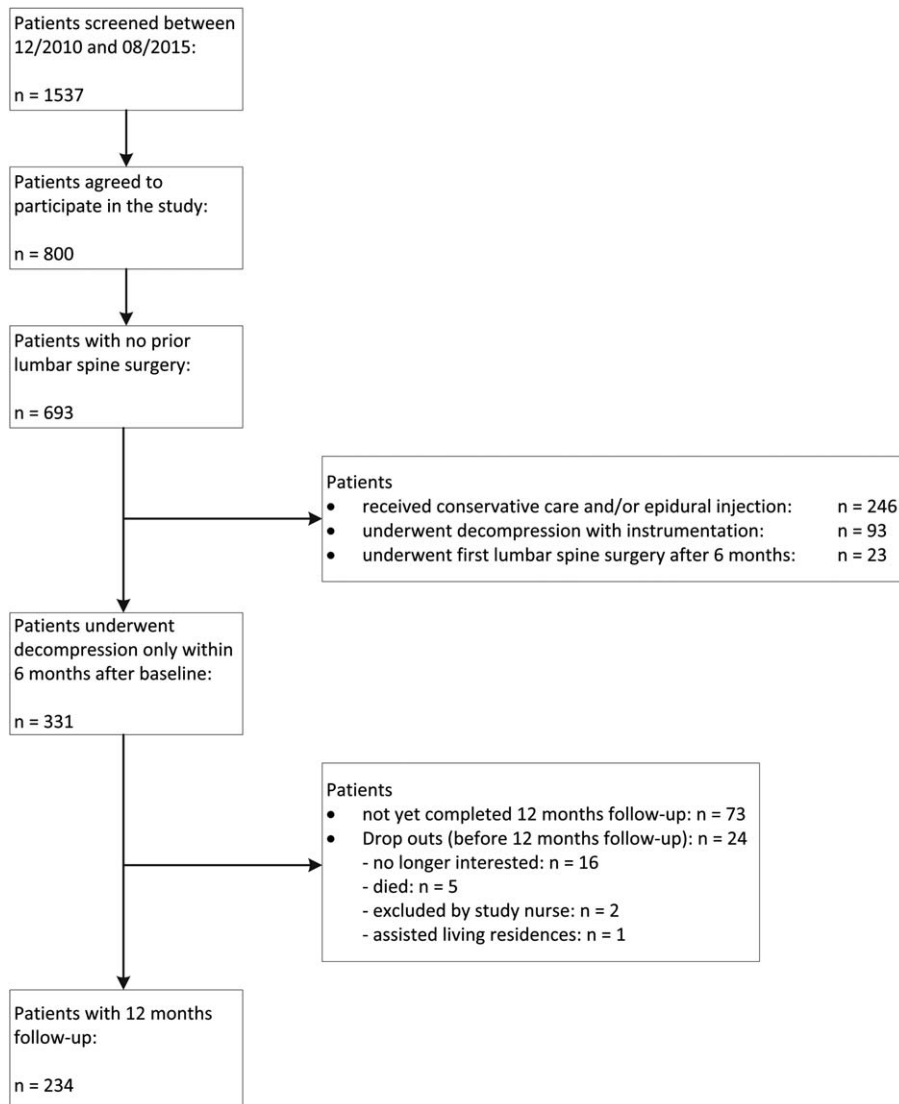 Patients screened between
12/2010 and 08/2015:
n = 1537
Patients agreed to
participate in the study:
n = 800
Patients with no prior
lumbar spine surgery:
n = 693
Patients
• received conservative care and/or epidural injection: n = 246
• underwent decompression with instrumentation: n = 93
• underwent first lumbar spine surgery after 6 months: n = 23
Patients underwent
decompression only within
6 months after baseline:
n = 331
Patients
• not yet completed 12 months follow-up: n = 73
• Drop outs (before 12 months follow-up): n = 24
- no longer interested: n = 16
- died: n = 5
- excluded by study nurse: n = 2
- assisted living residences: n = 1
Patients with 12 months
follow-up:
n = 234